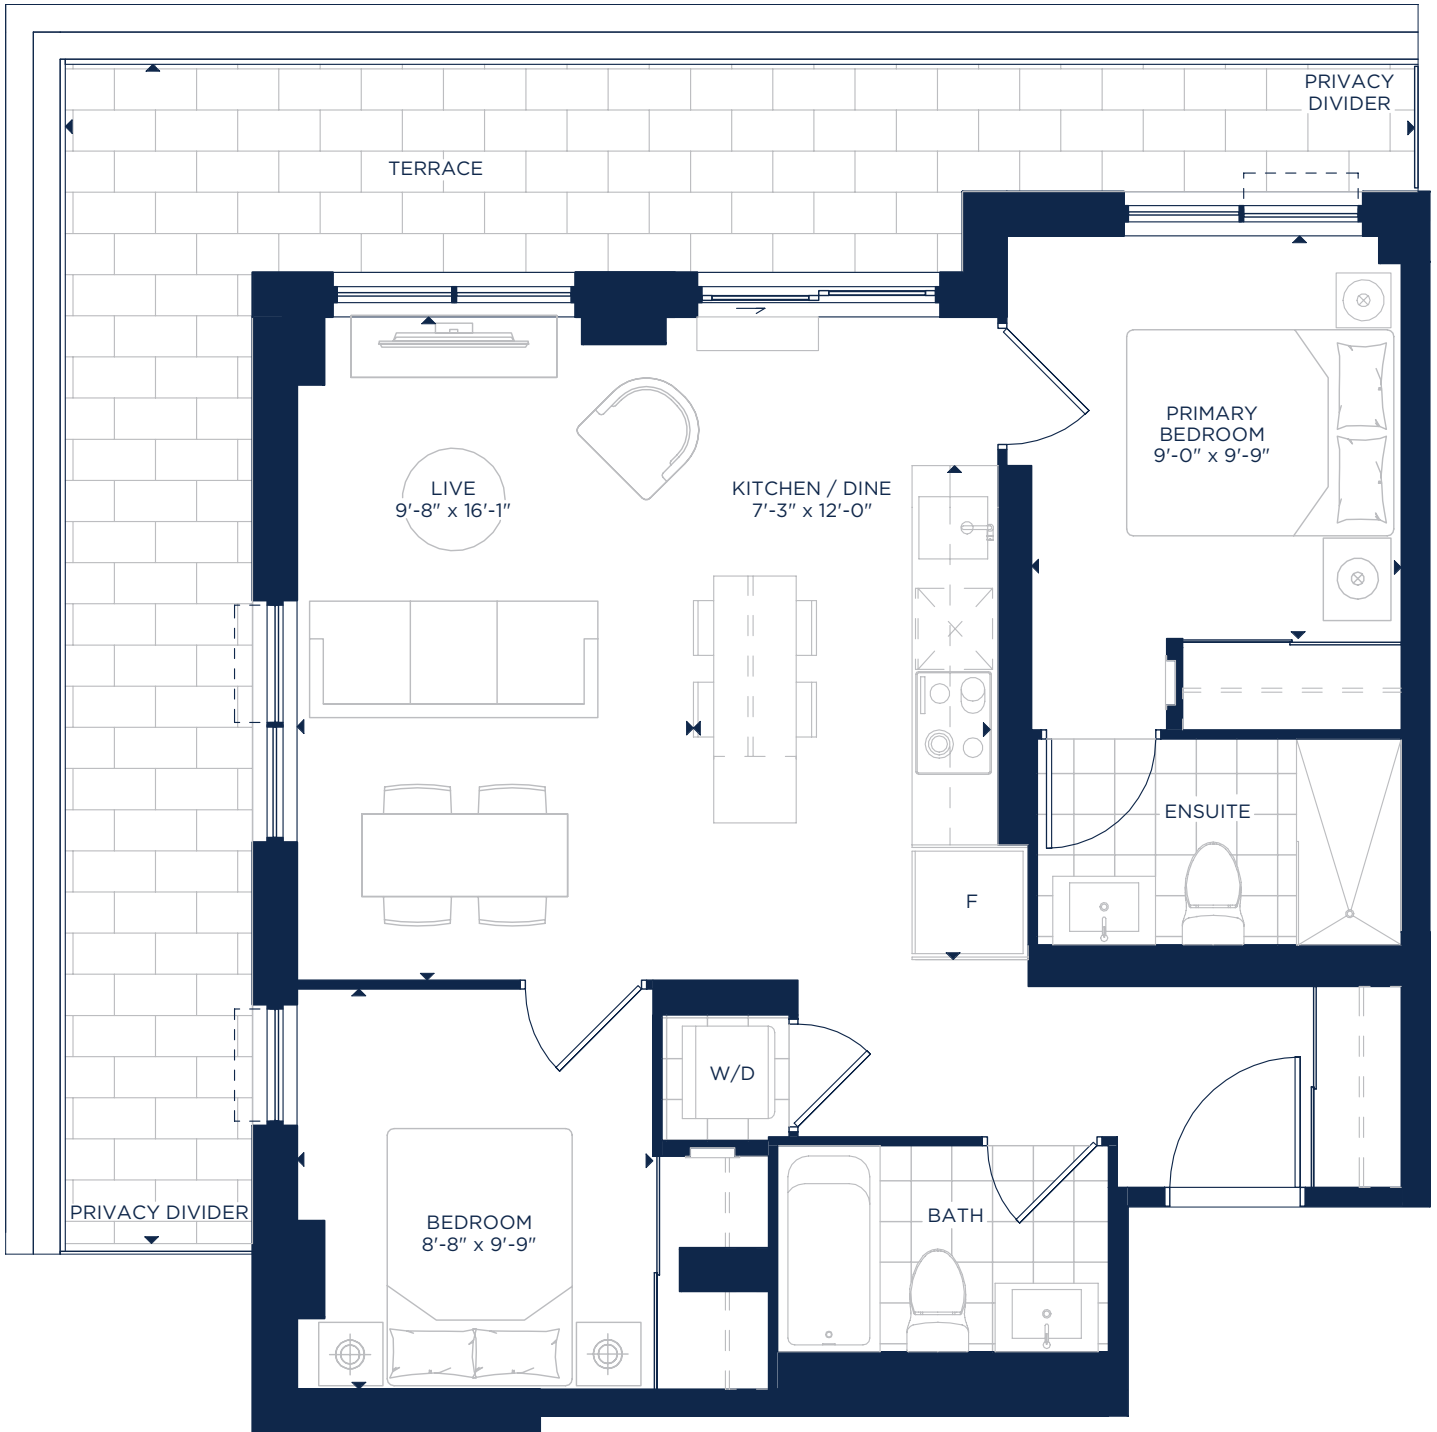 PRIVACY
DIVIDER
TERRACE
PRIMARY
BEDROOM
9'-0" x 9'-9"
LIVE
9'-8" x 16'-1"
KITCHEN / DINE
7'-3" x 12'-0"
ENSUITE
F
W/D
PRIVACY DIVIDER
BEDROOM
8'-8" x 9'-9"
BATH